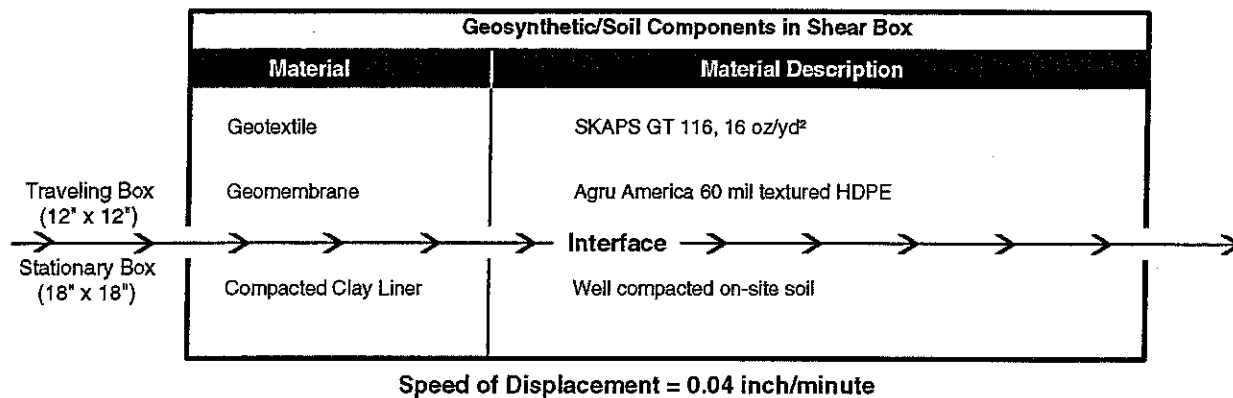 Geosynthetic/Soil Components in Shear Box
Material Material Description
Geotextile SKAPS GT 116, 16 oz/yd²
Traveling Box
(12" x 12")
Geomembrane Agru America 60 mil textured HDPE
Interface
Stationary Box
(18" x 18")
Compacted Clay Liner Well compacted on-site soil
Speed of Displacement = 0.04 inch/minute